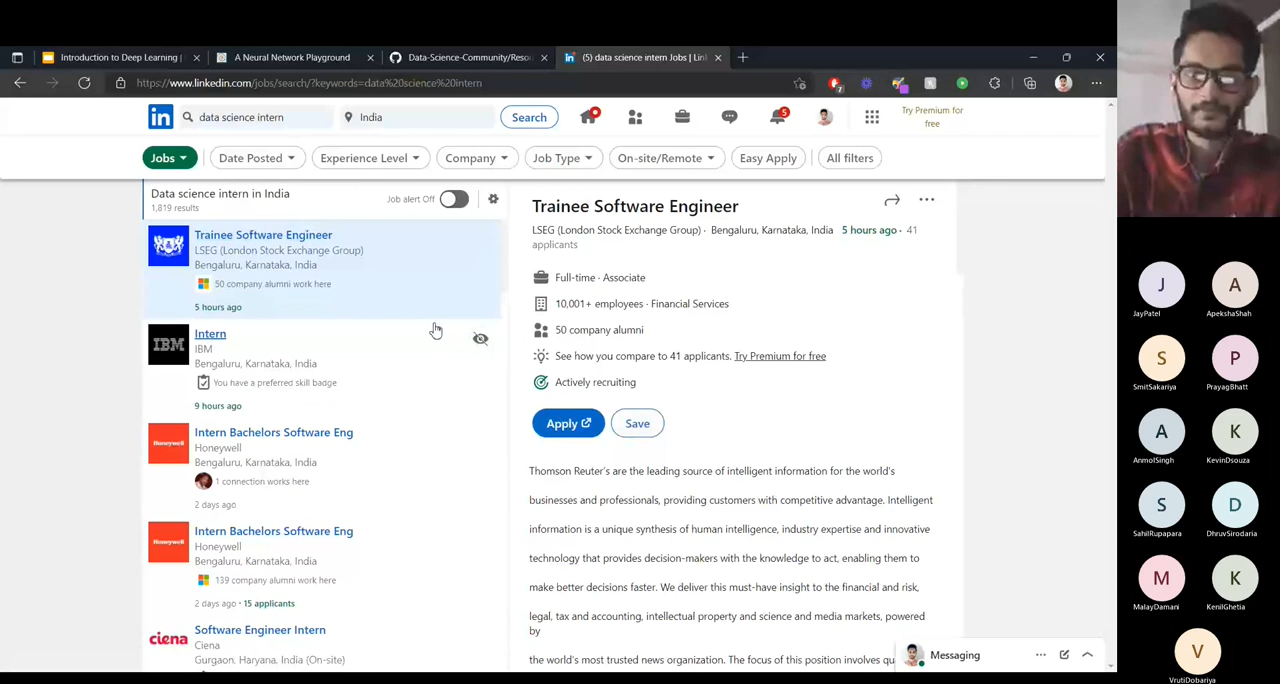 Introduction to Deep Learning |
A Neural Network Playground
Data-Science-Community/Resou
(5) data science intern Jobs | Lin
https://www.linkedin.com/jobs/search/?keywords=data%20science%20intern
7
in
data science intern
India
Search
5
Try Premium for
free
Jobs
Date Posted
Experience Level
Company
Job Type
On-site/Remote
Easy Apply
All filters
Data science intern in India
1,819 results
Job alert Off
Trainee Software Engineer
LSEG (London Stock Exchange Group)
Bengaluru, Karnataka, India
50 company alumni work here
5 hours ago
IBM
Intern
IBM
Bengaluru, Karnataka, India
You have a preferred skill badge
9 hours ago
Honeywell
Intern Bachelors Software Eng
Honeywell
Bengaluru, Karnataka, India
1 connection works here
2 days ago
Honeywell
Intern Bachelors Software Eng
Honeywell
Bengaluru, Karnataka, India
139 company alumni work here
2 days ago · 15 applicants
ciena
Software Engineer Intern
Ciena
Gurgaon, Haryana, India (On-site)
Trainee Software Engineer
LSEG (London Stock Exchange Group) · Bengaluru, Karnataka, India 5 hours ago · 41
applicants
Full-time · Associate
10,001+ employees · Financial Services
50 company alumni
See how you compare to 41 applicants. Try Premium for free
Actively recruiting
Apply
Save
Thomson Reuter's are the leading source of intelligent information for the world's
businesses and professionals, providing customers with competitive advantage. Intelligent
information is a unique synthesis of human intelligence, industry expertise and innovative
technology that provides decision-makers with the knowledge to act, enabling them to
make better decisions faster. We deliver this must-have insight to the financial and risk,
legal, tax and accounting, intellectual property and science and media markets, powered
by
the world's most trusted news organization. The focus of this position involves qu
Messaging
J
JayPatel
A
ApekshaShah
S
SmitSakariya
P
PrayagBhatt
A
AnmolSingh
K
KevinDsouza
S
SahilRupapara
D
DhruvSirodaria
M
MalayDamani
K
KenilGhetia
V
VrutiDobariya